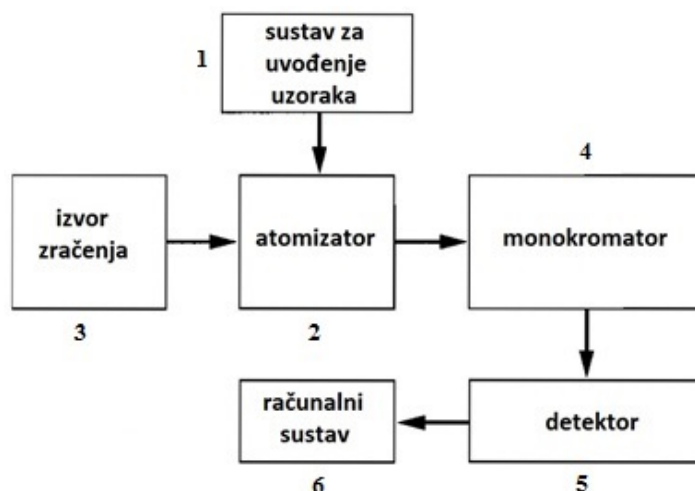 1
sustav za
uvođenje
uzoraka
4
izvor
zračenja
atomizator
monokromator
3
2
računalni
sustav
detektor
6
5